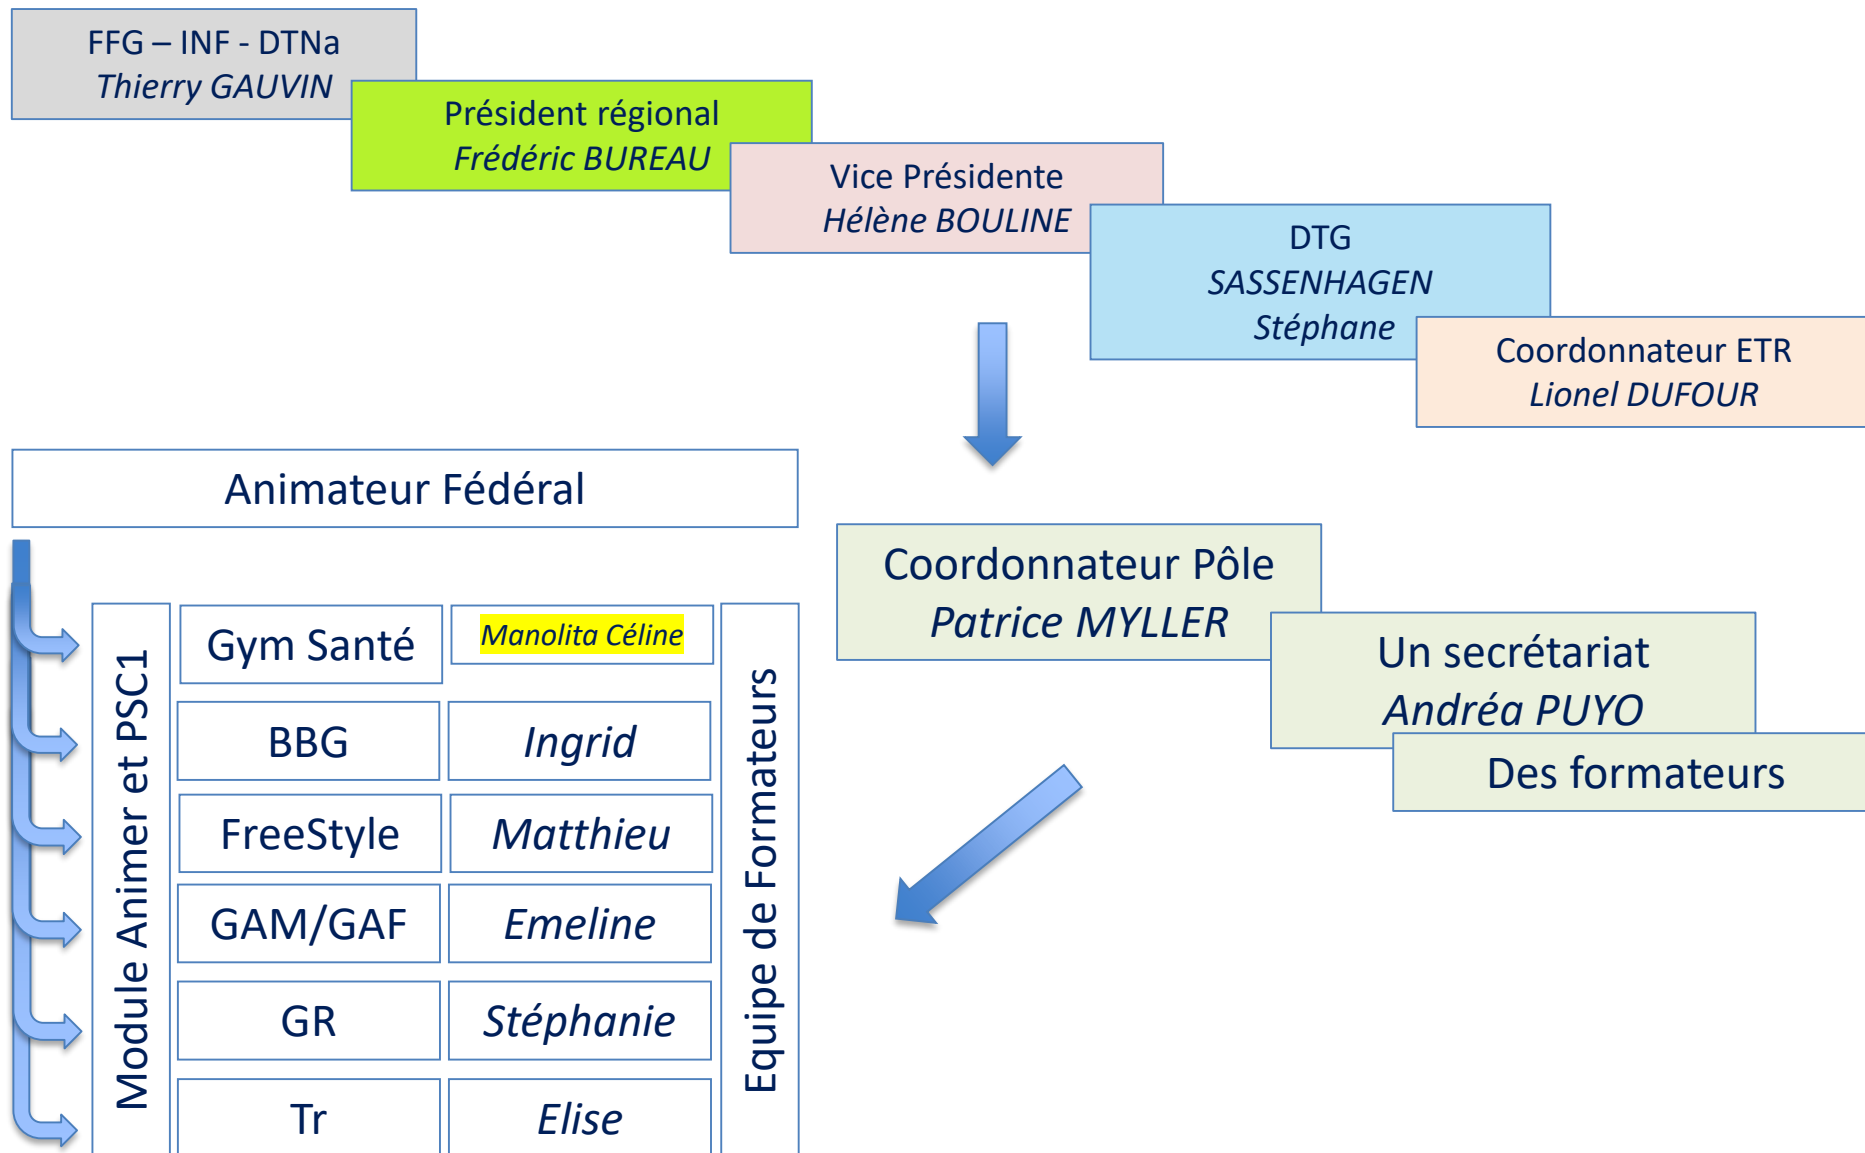 FFG – INF - DTNa
Thierry GAUVIN
Président régional
Frédéric BUREAU
Vice Présidente
Hélène BOULINE
DTG
SASSENHAGEN
Stéphane
Coordonnateur ETR
Lionel DUFOUR
Animateur Fédéral
Coordonnateur Pôle
Patrice MYLLER
Un secrétariat
Andréa PUYO
Des formateurs
Module Animer et PSC1
Gym Santé
Manolita Céline
BBG
Ingrid
FreeStyle
Matthieu
GAM/GAF
Emeline
GR
Stéphanie
Tr
Elise
Equipe de Formateurs